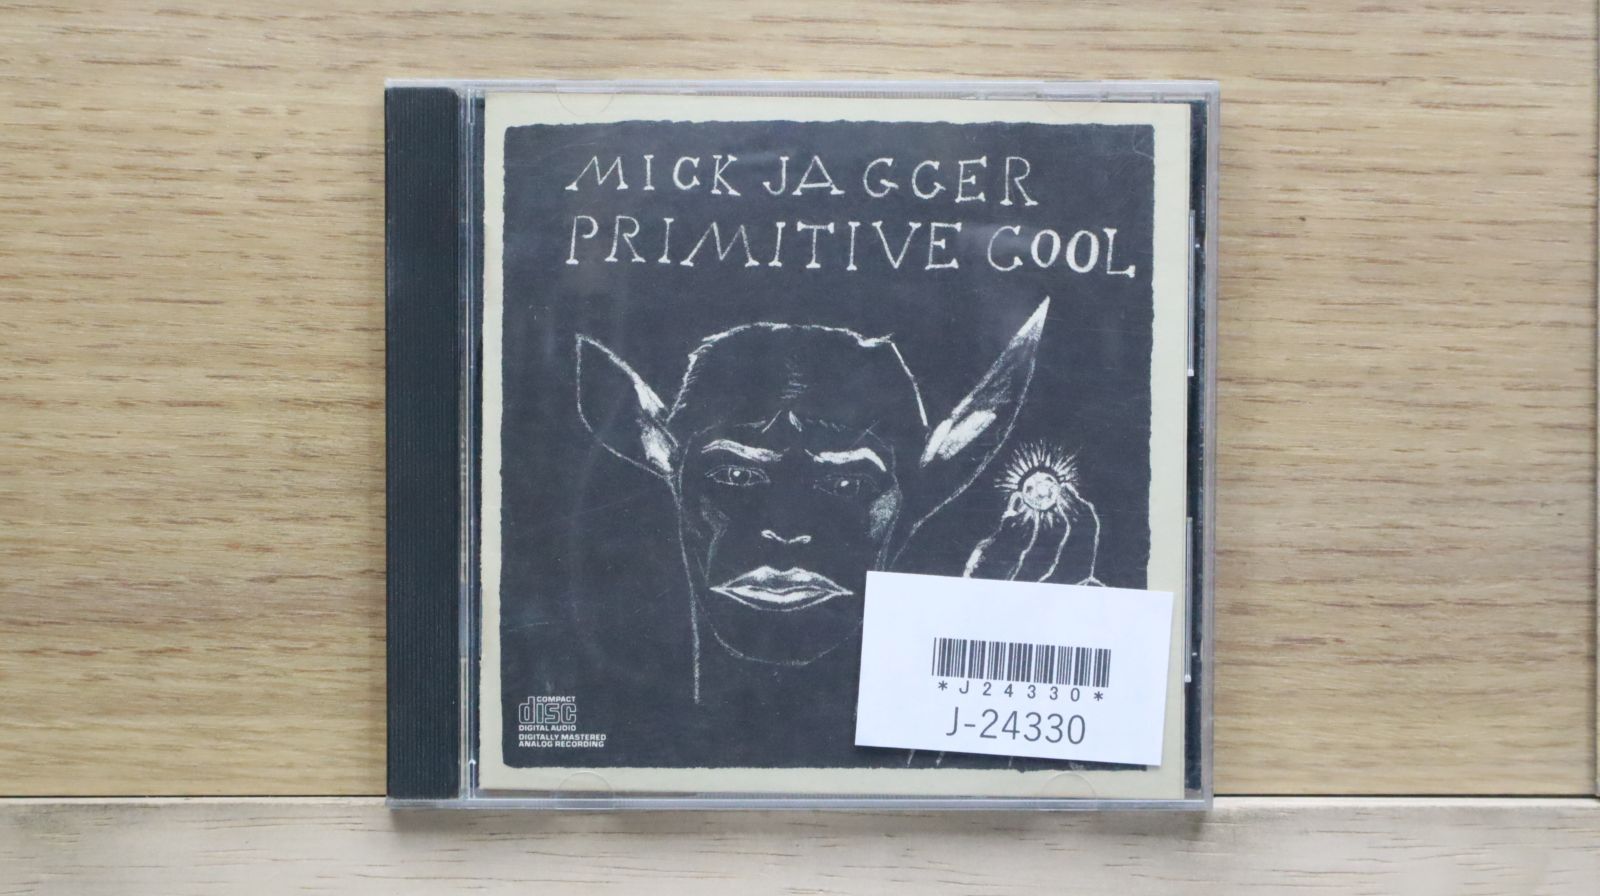 MICK JAGGER
PRIMITIVE COOL
COMPACT
disc
DIGITAL AUDIO
DIGITALLY MASTERED
ANALOG RECORDING
*J24330*
J-24330